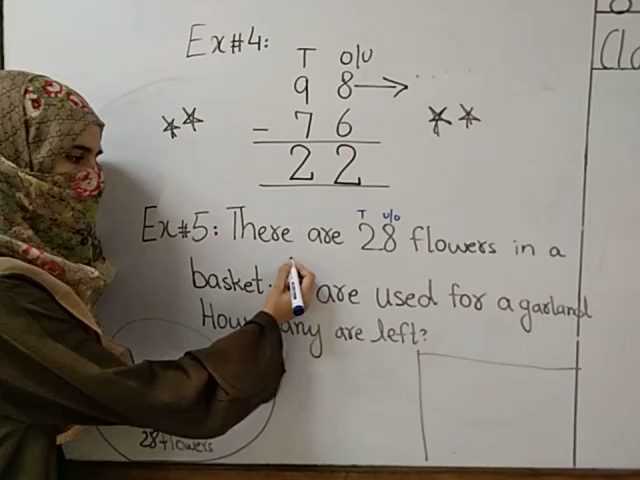 Ex#4:
T O/U
9 8
- 7 6
2 2
T U/O
Ex#5: There are 28 flowers in a
basket. are used for a garland
How many are left?
28 flowers